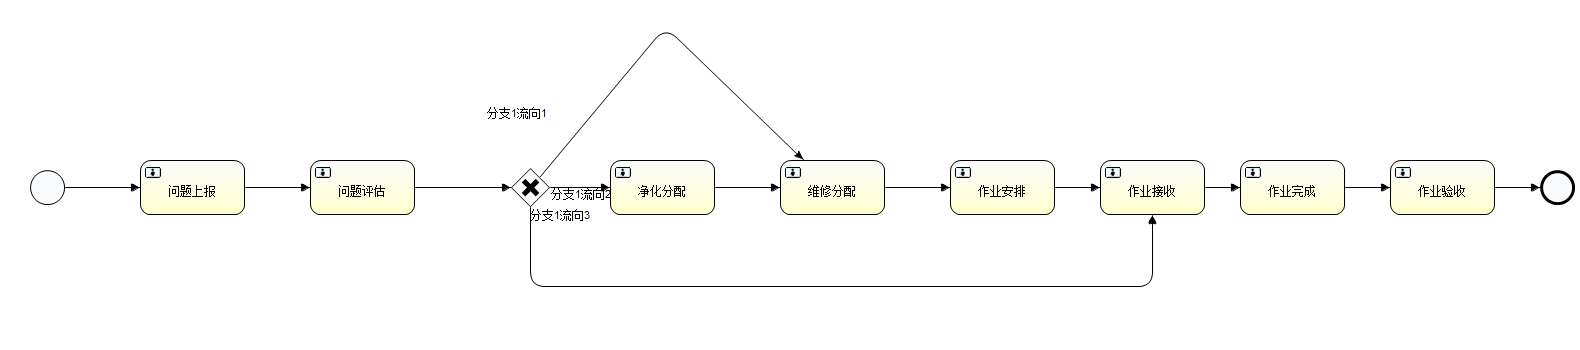 分支1流向1
问题上报
问题评估
分支1流向2
净化分配
维修分配
作业安排
作业接收
作业完成
作业验收
分支1流向3